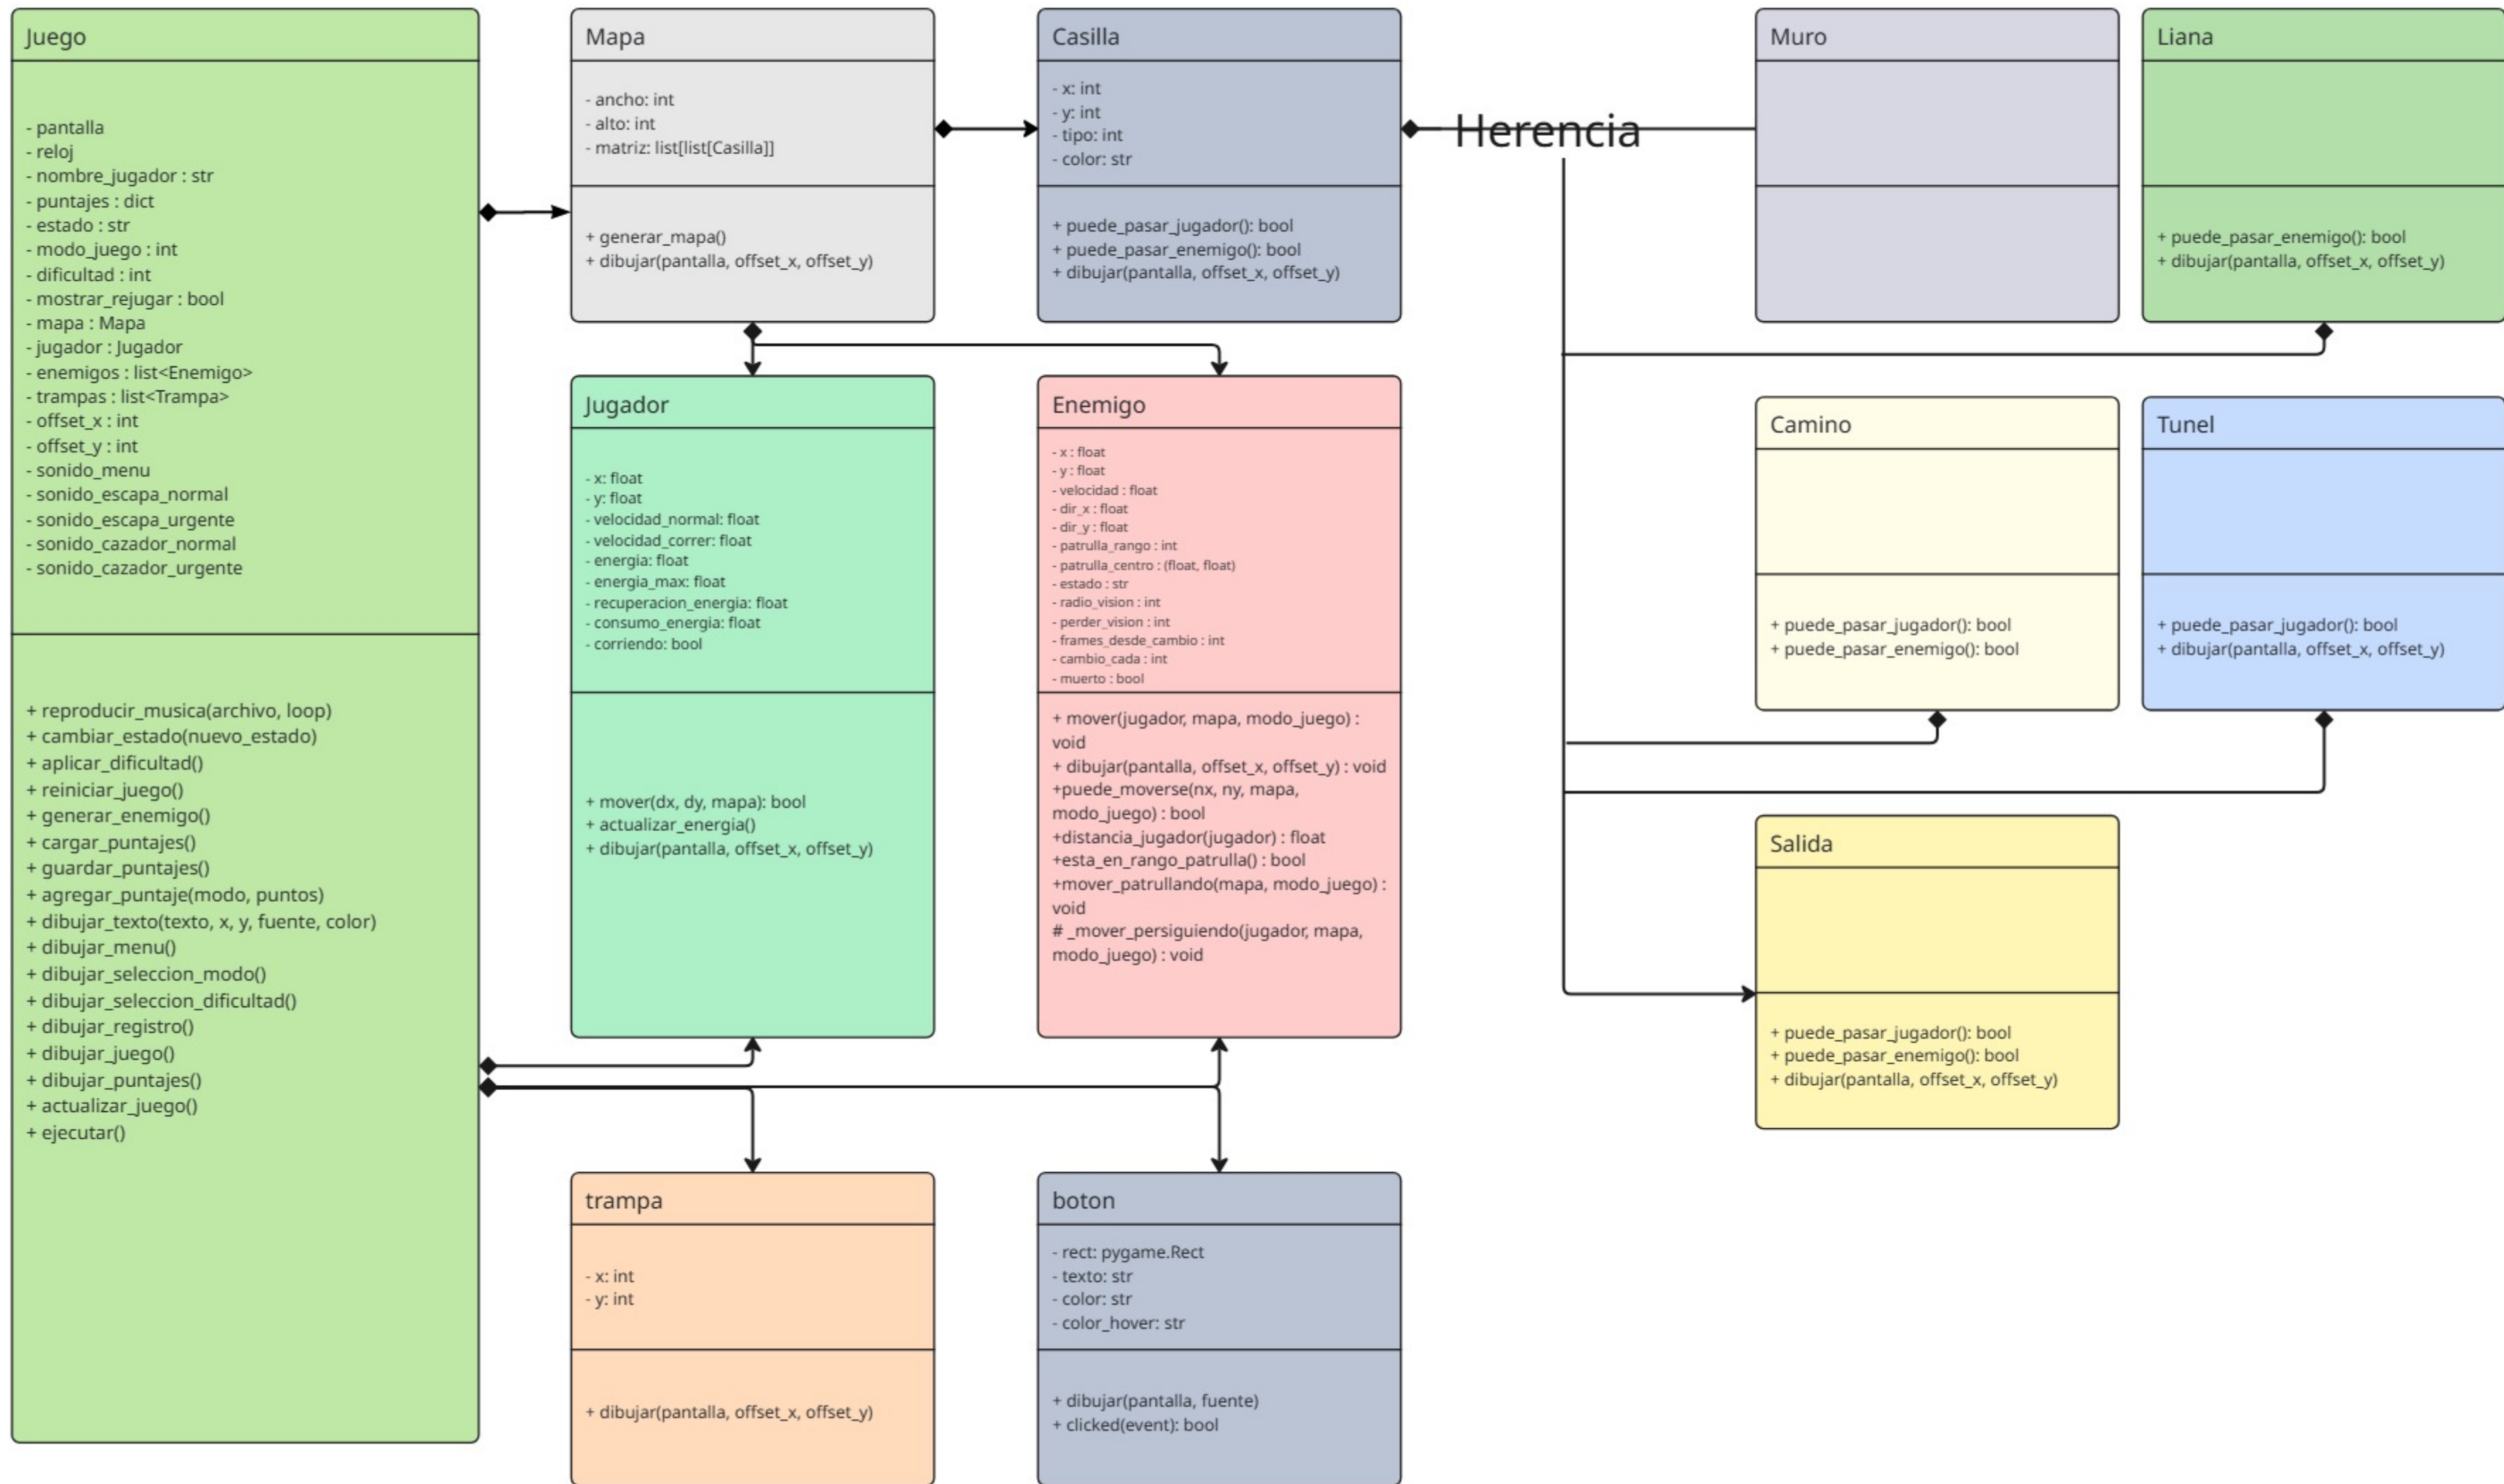 Juego
- pantalla
- reloj
- nombre_jugador : str
- puntajes : dict
- estado : str
- modo_juego : int
- dificultad : int
- mostrar_rejugar : bool
- mapa : Mapa
- jugador : Jugador
- enemigos : list<Enemigo>
- trampas : list<Trampa>
- offset_x : int
- offset_y : int
- sonido_menu
- sonido_escapa_normal
- sonido_escapa_urgente
- sonido_cazador_normal
- sonido_cazador_urgente
+ reproducir_musica(archivo, loop)
+ cambiar_estado(nuevo_estado)
+ aplicar_dificultad()
+ reiniciar_juego()
+ generar_enemigo()
+ cargar_puntajes()
+ guardar_puntajes()
+ agregar_puntaje(modo, puntos)
+ dibujar_texto(texto, x, y, fuente, color)
+ dibujar_menu()
+ dibujar_seleccion_modo()
+ dibujar_seleccion_dificultad()
+ dibujar_registro()
+ dibujar_juego()
+ dibujar_puntajes()
+ actualizar_juego()
+ ejecutar()
Mapa
- ancho: int
- alto: int
- matriz: list[list[Casilla]]
+ generar_mapa()
+ dibujar(pantalla, offset_x, offset_y)
Casilla
- x: int
- y: int
- tipo: int
- color: str
+ puede_pasar_jugador(): bool
+ puede_pasar_enemigo(): bool
+ dibujar(pantalla, offset_x, offset_y)
Herencia
Muro
Liana
+ puede_pasar_enemigo(): bool
+ dibujar(pantalla, offset_x, offset_y)
Jugador
- x: float
- y: float
- velocidad_normal: float
- velocidad_correr: float
- energia: float
- energia_max: float
- recuperacion_energia: float
- consumo_energia: float
- corriendo: bool
+ mover(dx, dy, mapa): bool
+ actualizar_energia()
+ dibujar(pantalla, offset_x, offset_y)
Enemigo
- x : float
- y : float
- velocidad : float
- dir_x : float
- dir_y : float
- patrulla_rango : int
- patrulla_centro : (float, float)
- estado : str
- radio_vision : int
- perder_vision : int
- frames_desde_cambio : int
- cambio_cada : int
- muerto : bool
+ mover(jugador, mapa, modo_juego) :
void
+ dibujar(pantalla, offset_x, offset_y) : void
+puede_moverse(nx, ny, mapa,
modo_juego) : bool
+distancia_jugador(jugador) : float
+esta_en_rango_patrulla() : bool
+mover_patrullando(mapa, modo_juego) :
void
# _mover_persiguiendo(jugador, mapa,
modo_juego) : void
Camino
+ puede_pasar_jugador(): bool
+ puede_pasar_enemigo(): bool
Tunel
+ puede_pasar_jugador(): bool
+ dibujar(pantalla, offset_x, offset_y)
Salida
+ puede_pasar_jugador(): bool
+ puede_pasar_enemigo(): bool
+ dibujar(pantalla, offset_x, offset_y)
trampa
- x: int
- y: int
+ dibujar(pantalla, offset_x, offset_y)
boton
- rect: pygame.Rect
- texto: str
- color: str
- color_hover: str
+ dibujar(pantalla, fuente)
+ clicked(event): bool